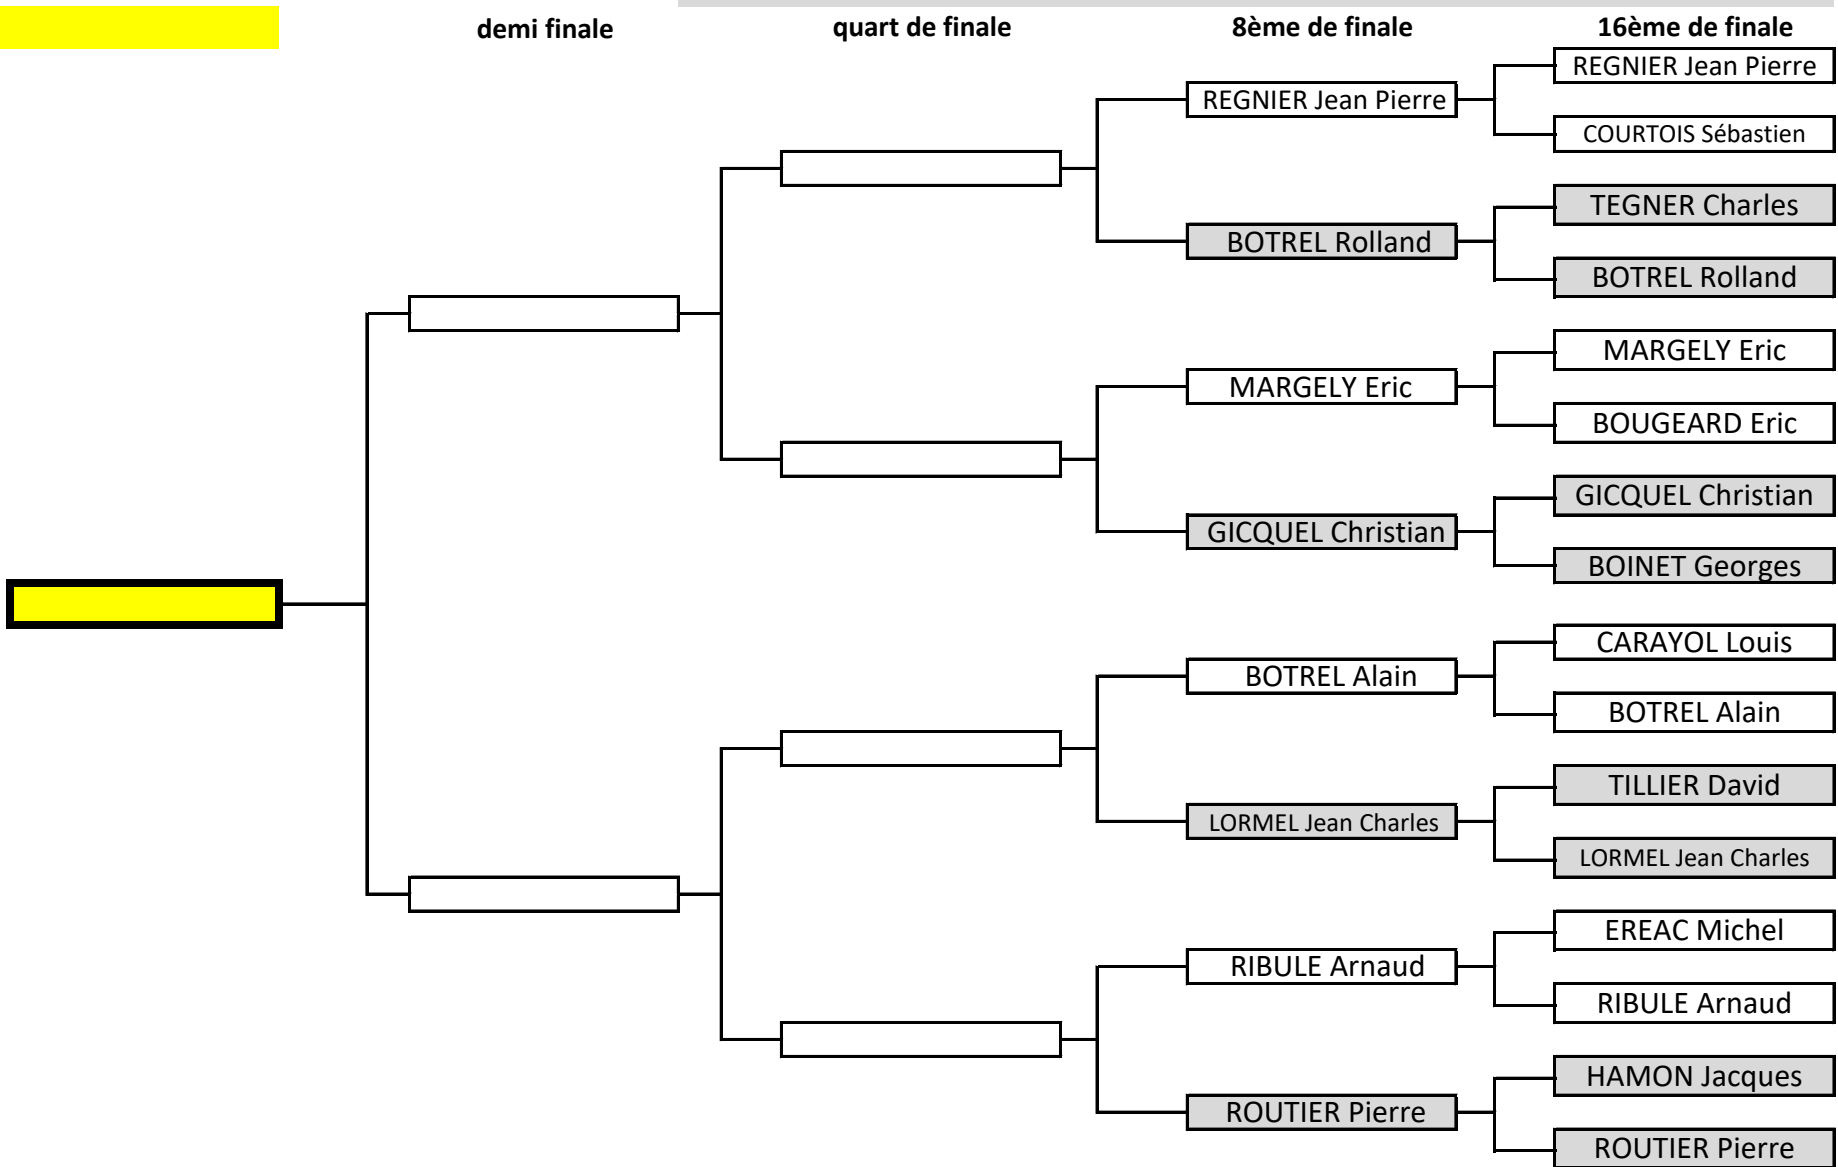 demi finale
quart de finale
8ème de finale
16ème de finale
REGNIER Jean Pierre
REGNIER Jean Pierre
COURTOIS Sébastien
TEGNER Charles
BOTREL Rolland
BOTREL Rolland
MARGELY Eric
MARGELY Eric
BOUGEARD Eric
GICQUEL Christian
GICQUEL Christian
BOINET Georges
CARAYOL Louis
BOTREL Alain
BOTREL Alain
TILLIER David
LORMEL Jean Charles
LORMEL Jean Charles
EREAC Michel
RIBULE Arnaud
RIBULE Arnaud
HAMON Jacques
ROUTIER Pierre
ROUTIER Pierre